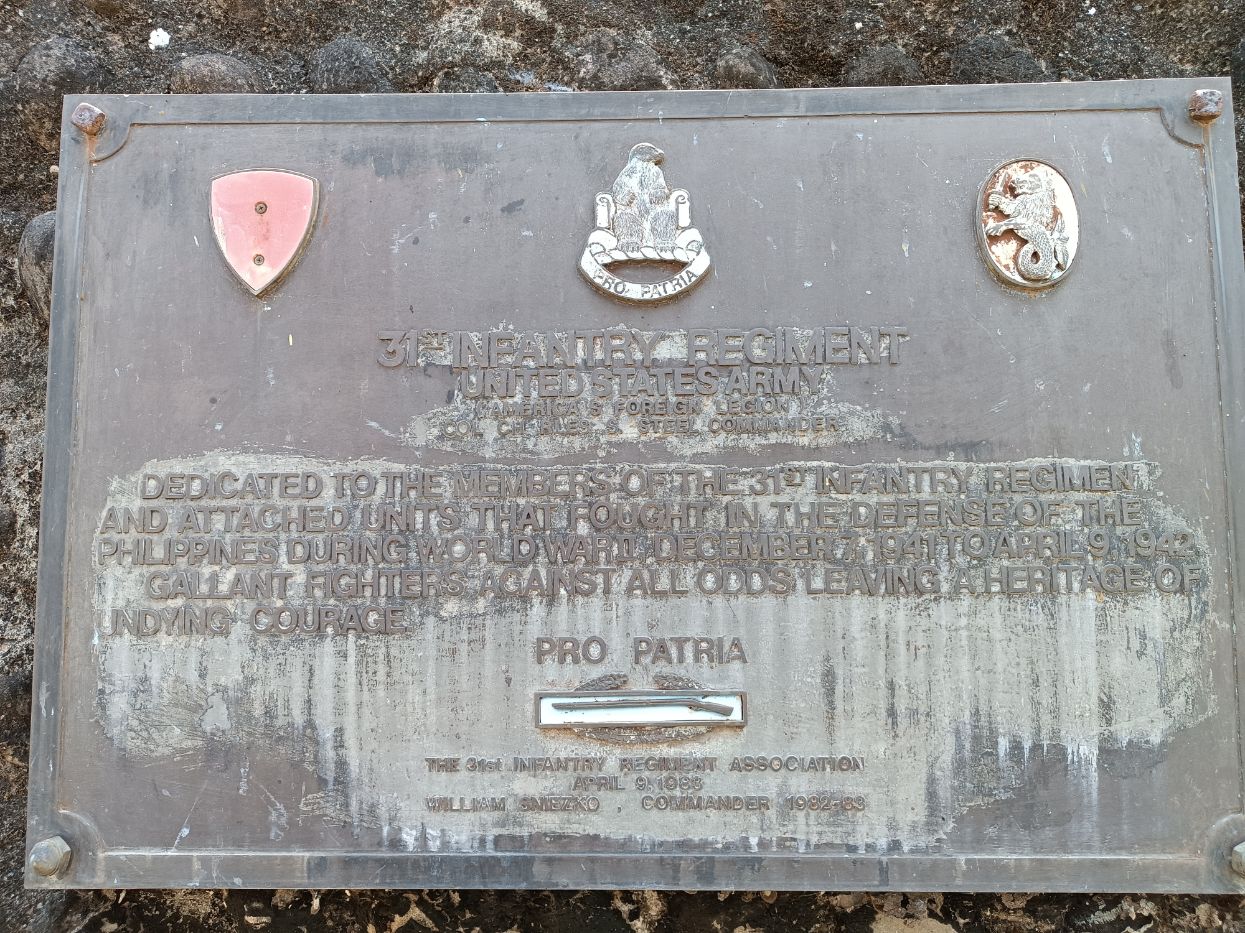 PRO PATRIA
31ST INFANTRY REGIMENT
UNITED STATES ARMY
"AMERICA'S FOREIGN LEGION"
COL CHARLES S. STEEL COMMANDER
DEDICATED TO THE MEMBERS OF THE 31ST INFANTRY REGIMEN
AND ATTACHED UNITS THAT FOUGHT IN THE DEFENSE OF THE
PHILIPPINES DURING WORLD WAR II DECEMBER 7, 1941 TO APRIL 9, 1942
GALLANT FIGHTERS AGAINST ALL ODDS LEAVING A HERITAGE OF
UNDYING COURAGE.
PRO PATRIA
THE 31st. INFANTRY REGIMENT ASSOCIATION
APRIL 9, 1983
WILLIAM SNIEZKO, COMMANDER 1982-83